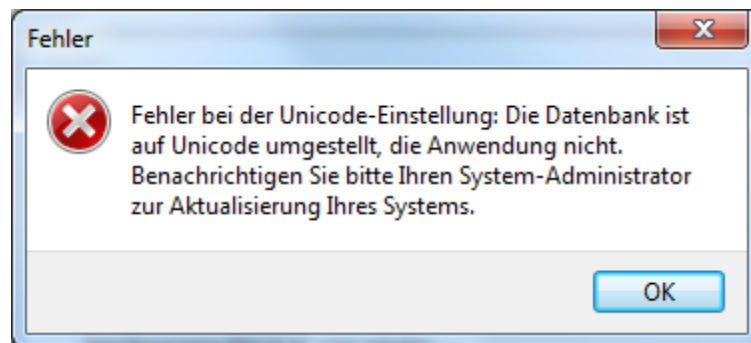 Fehler
Fehler bei der Unicode-Einstellung: Die Datenbank ist
auf Unicode umgestellt, die Anwendung nicht.
Benachrichtigen Sie bitte Ihren System-Administrator
zur Aktualisierung Ihres Systems.
OK